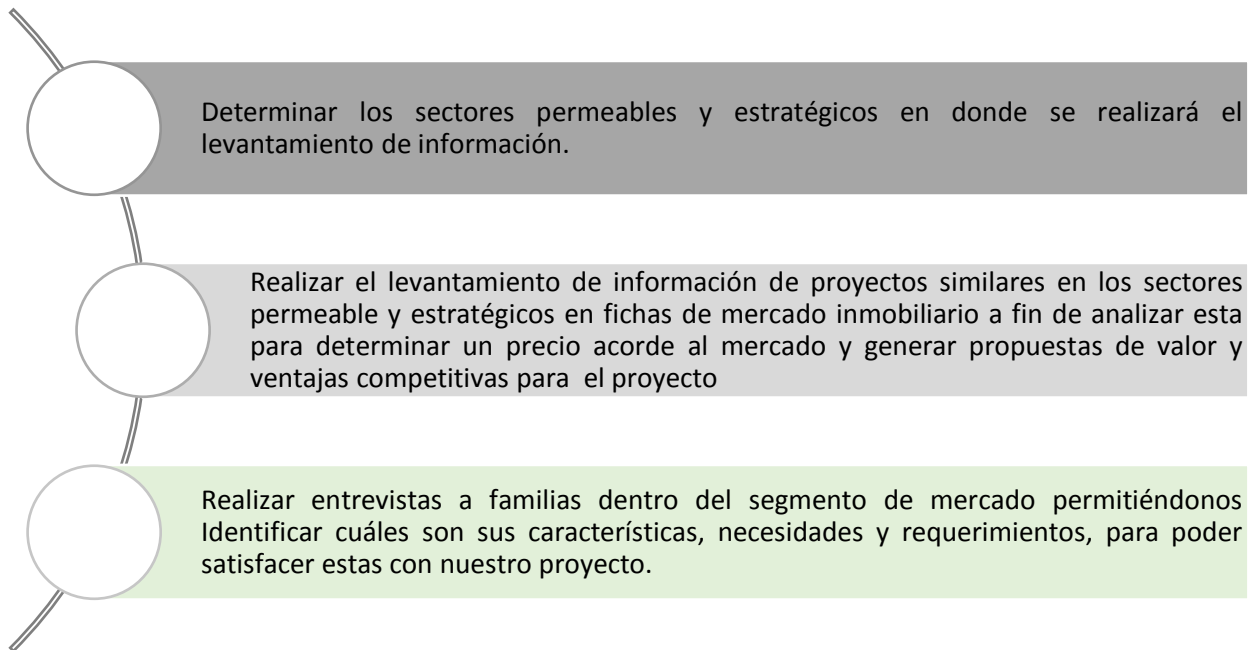 Determinar los sectores permeables y estratégicos en donde se realizará el
levantamiento de información.
Realizar el levantamiento de información de proyectos similares en los sectores
permeable y estratégicos en fichas de mercado inmobiliario a fin de analizar esta
para determinar un precio acorde al mercado y generar propuestas de valor y
ventajas competitivas para el proyecto
Realizar entrevistas a familias dentro del segmento de mercado permitiéndonos
Identificar cuáles son sus características, necesidades y requerimientos, para poder
satisfacer estas con nuestro proyecto.